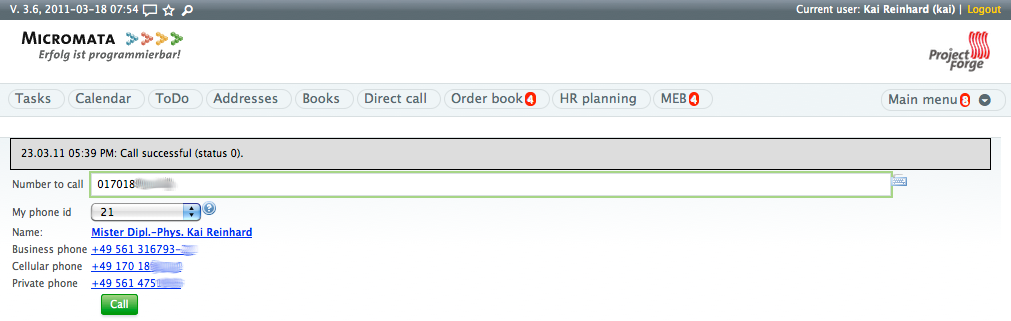 V. 3.6, 2011-03-18 07:54 Current user: Kai Reinhard (kai) | Logout
MICROMATA
Erfolg ist programmierbar!
Project Forge
Tasks Calendar ToDo Addresses Books Direct call Order book 4 HR planning MEB 4 Main menu 8
23.03.11 05:39 PM: Call successful (status 0).
Number to call 017018
My phone id 21
Name: Mister Dipl.-Phys. Kai Reinhard
Business phone +49 561 316793-
Cellular phone +49 170 18
Private phone +49 561 475
Call